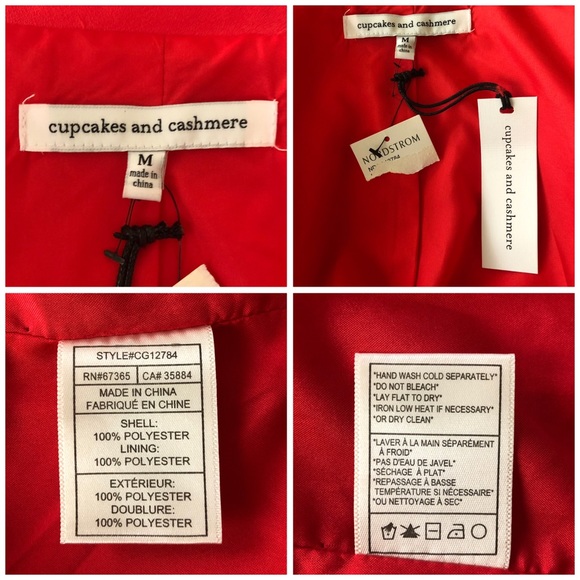 cupcakes and cashmere
M
made in
china
cupcakes and cashmere
M
made in
china
NORDSTROM
cupcakes and cashmere
STYLE#CG12784
RN#67365 CA# 35884
MADE IN CHINA
FABRIQUÉ EN CHINE
SHELL:
100% POLYESTER
LINING:
100% POLYESTER
EXTÉRIEUR:
100% POLYESTER
DOUBLURE:
100% POLYESTER
*HAND WASH COLD SEPARATELY*
*DO NOT BLEACH*
*LAY FLAT TO DRY*
*IRON LOW HEAT IF NECESSARY*
*OR DRY CLEAN*
*LAVER À LA MAIN SÉPARÉMENT
À FROID*
*PAS D'EAU DE JAVEL*
*SÉCHAGE À PLAT*
*REPASSAGE À BASSE
TEMPÉRATURE SI NÉCESSAIRE*
*OU NETTOYAGE À SEC*